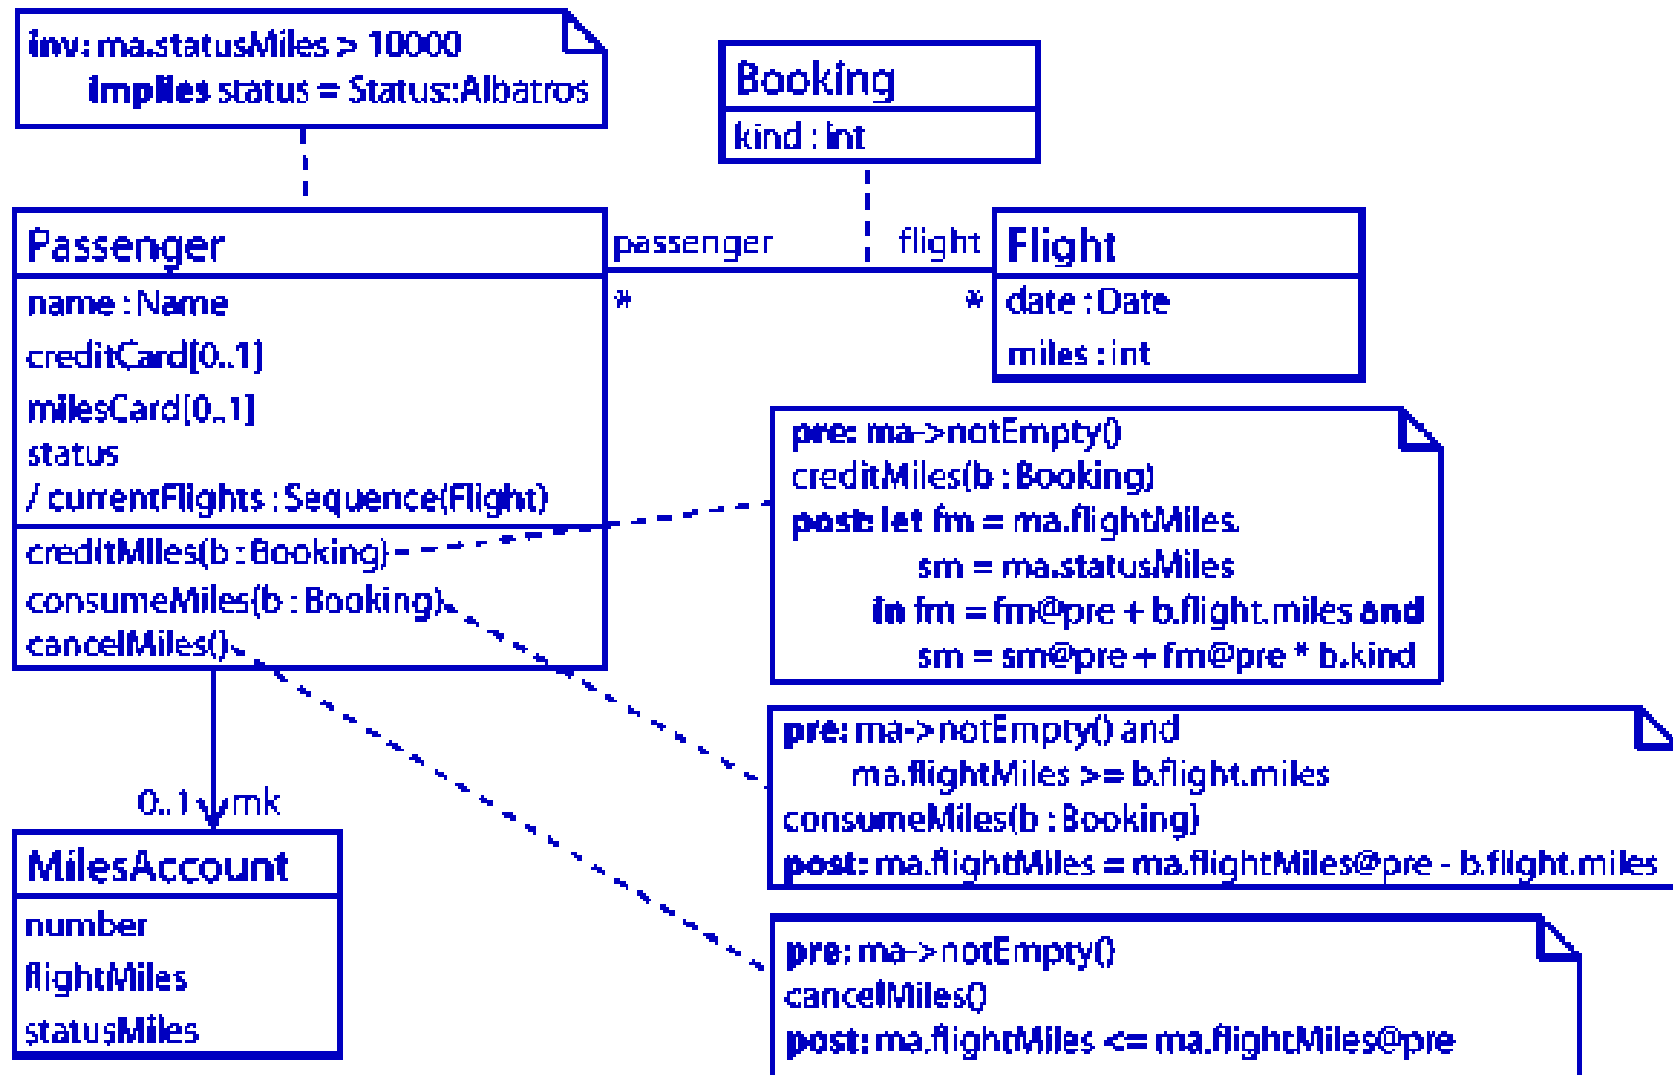 inv: ma.statusMiles > 10000
implies status = Status::Albatros
Booking
kind : int
Passenger
name : Name
creditCard[0..1]
milesCard[0..1]
status
/ currentFlights : Sequence(Flight)
creditMiles(b : Booking)
consumeMiles(b : Booking)
cancelMiles()
passenger
flight
*
*
Flight
date : Date
miles : int
pre: ma->notEmpty()
creditMiles(b : Booking)
post: let fm = ma.flightMiles.
sm = ma.statusMiles
in fm = fm@pre + b.flight.miles and
sm = sm@pre + fm@pre * b.kind
pre: ma->notEmpty() and
ma.flightMiles >= b.flight.miles
consumeMiles(b : Booking)
post: ma.flightMiles = ma.flightMiles@pre - b.flight.miles
0..1 mk
MilesAccount
number
flightMiles
statusMiles
pre: ma->notEmpty()
cancelMiles()
post: ma.flightMiles <= ma.flightMiles@pre